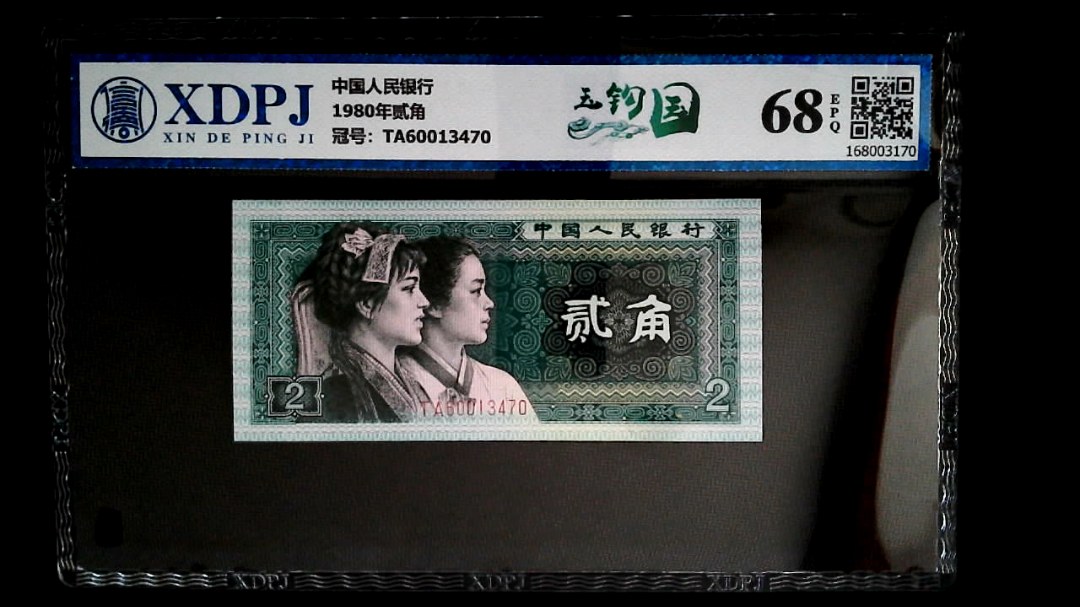 XDPJ
XIN DE PING JI
中国人民银行
1980年贰角
冠号：TA60013470
玉钩国
68
EPQ
168003170
中国人民银行
贰角
2
TA60013470
2
XDPJ XDPJ XDPJ